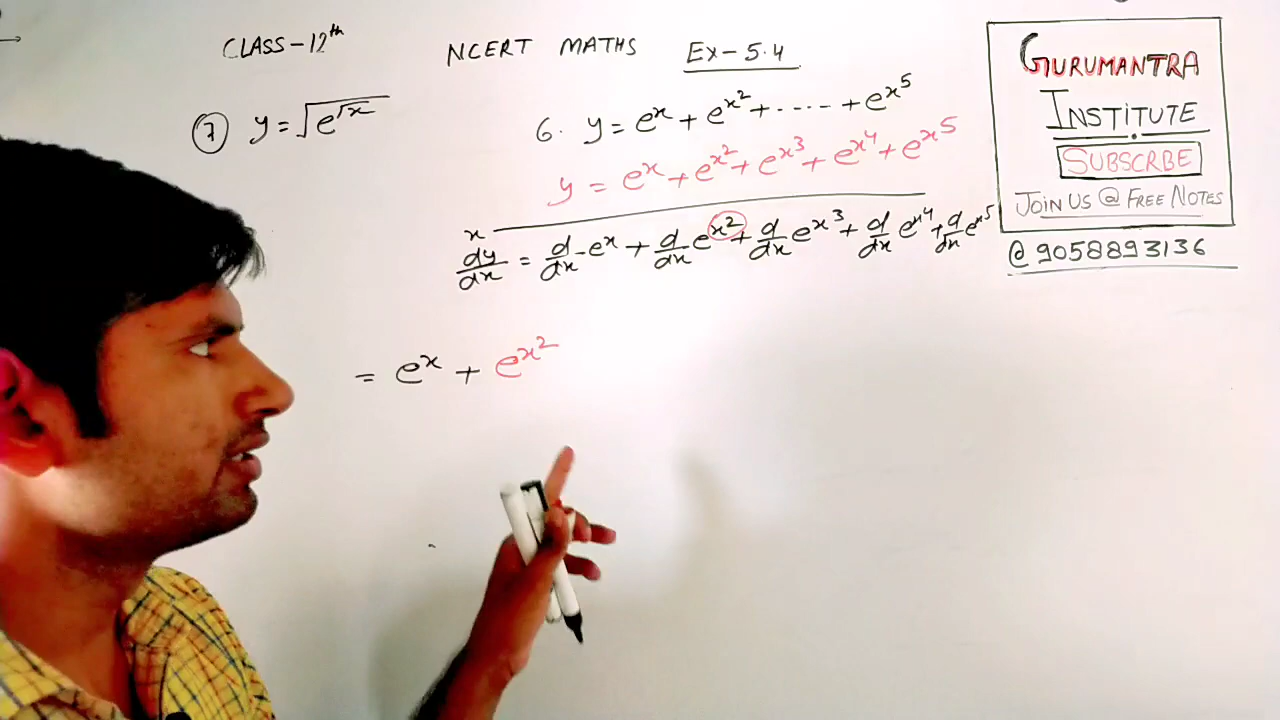 CLASS-12th NCERT MATHS Ex-5.4
7 y = √(e^√x)
6. y = e^x + e^x² + ----- + e^x⁵
y = e^x + e^x² + e^x³ + e^x⁴ + e^x⁵
x
dy/dx = d/dx e^x + d/dx e^x² + d/dx e^x³ + d/dx e^x⁴ + d/dx e^x⁵
= e^x + e^x²
GURUMANTRA
INSTITUTE
SUBSCRBE
JOIN US @ FREE NOTES
@ 9058893136